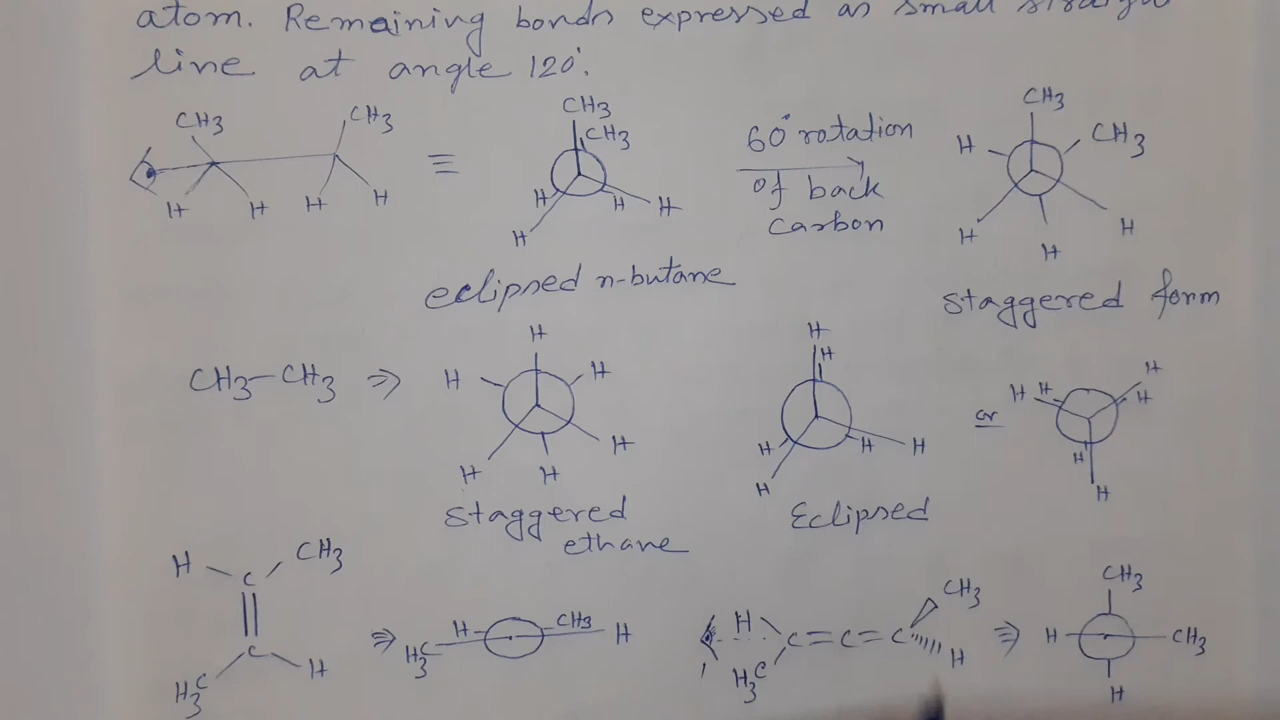 atom. Remaining bonds expressed as small straight
line at angle 120°.
CH3 CH3 H H H H ≡ CH3 CH3 H H H H 60° rotation of back carbon CH3 H CH3 H H H
eclipsed n-butane
staggered form
CH3-CH3 ⇒ H H H H H H H H H H H H or H H H H H H
staggered ethane
Eclipsed
H CH3 C C H3C H ⇒ H CH3 H3C H H H3C C=C=C CH3 H ⇒ CH3 H CH3 H